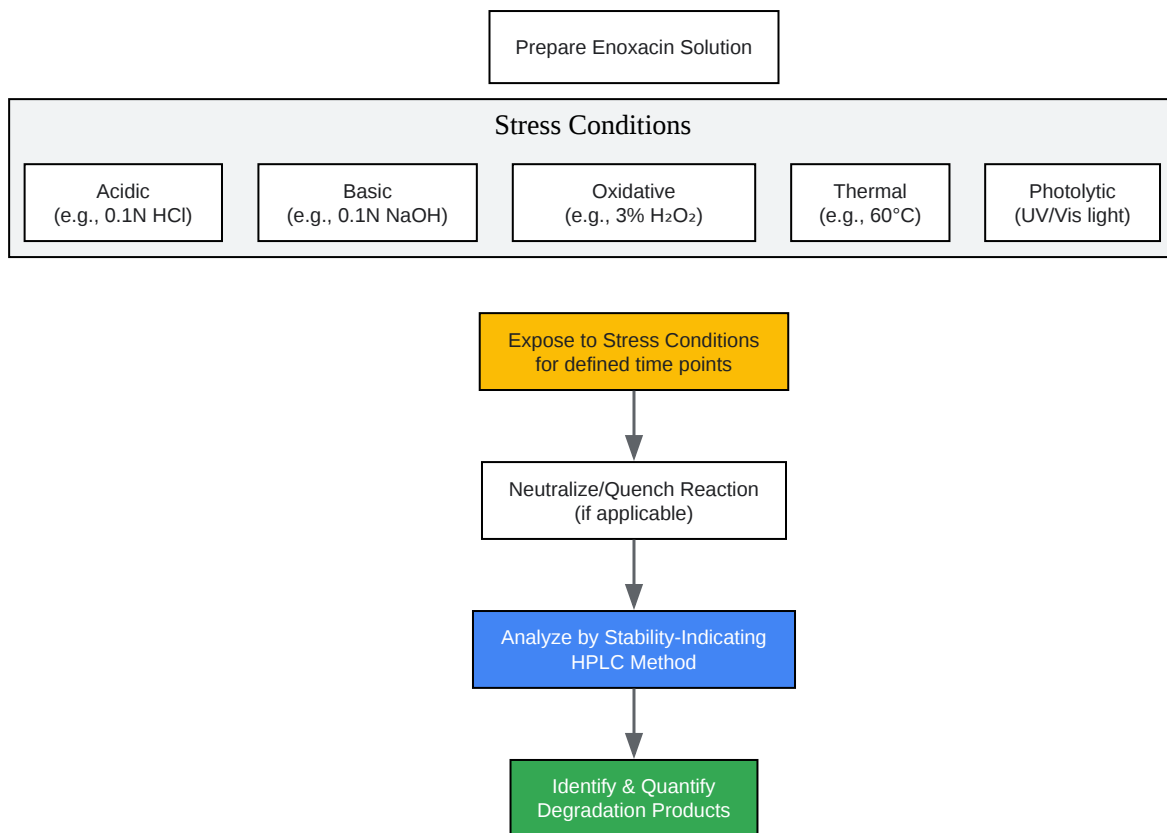 Prepare Enoxacin Solution
Stress Conditions
Acidic
(e.g., 0.1N HCl)
Basic
(e.g., 0.1N NaOH)
Oxidative
(e.g., 3% H₂O₂)
Thermal
(e.g., 60°C)
Photolytic
(UV/Vis light)
Expose to Stress Conditions
for defined time points
Neutralize/Quench Reaction
(if applicable)
Analyze by Stability-Indicating
HPLC Method
Identify & Quantify
Degradation Products